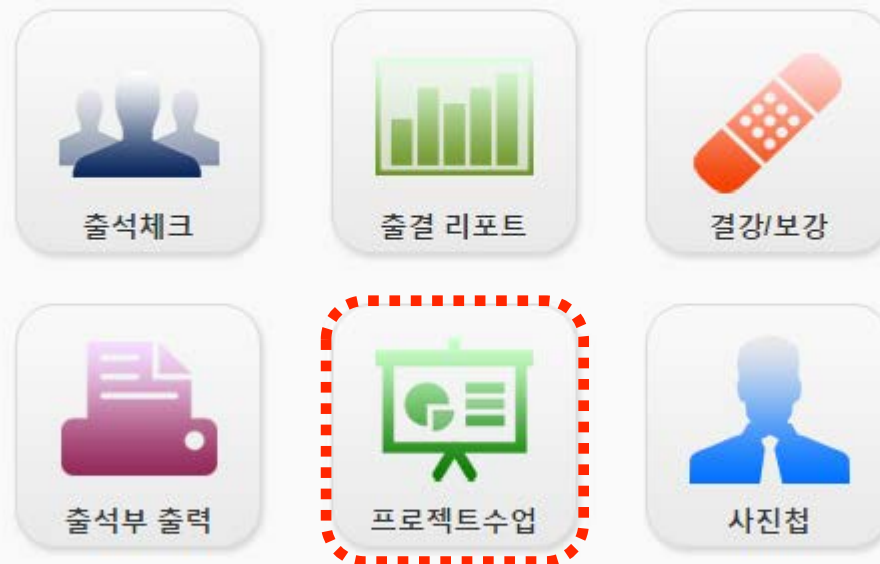 출석체크
출결 리포트
결강/보강
출석부 출력
프로젝트수업
사진첩